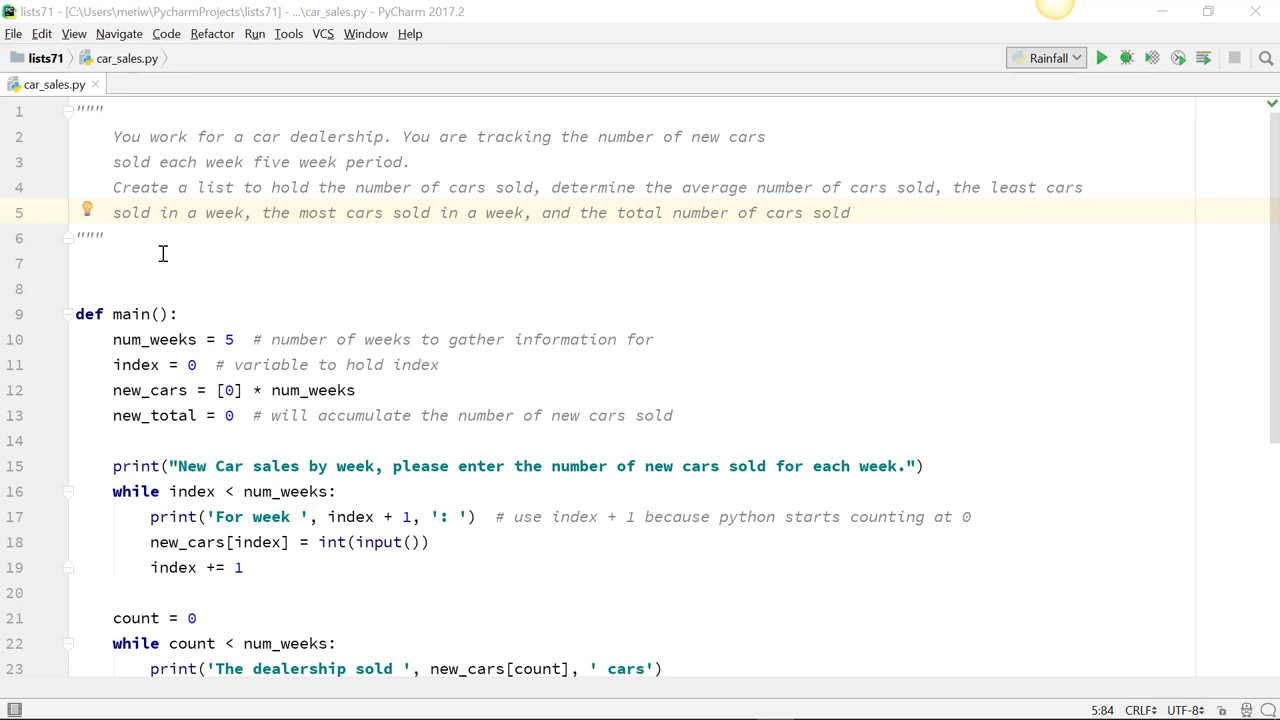 lists71 - [C:\Users\meriw\PycharmProjects\lists71] - ...\car_sales.py - PyCharm 2017.2
File Edit View Navigate Code Refactor Run Tools VCS Window Help
lists71 car_sales.py Rainfall
car_sales.py
1 """
2 You work for a car dealership. You are tracking the number of new cars
3 sold each week five week period.
4 Create a list to hold the number of cars sold, determine the average number of cars sold, the least cars
5 sold in a week, the most cars sold in a week, and the total number of cars sold
6 """
7
8
9 def main():
10 num_weeks = 5 # number of weeks to gather information for
11 index = 0 # variable to hold index
12 new_cars = [0] * num_weeks
13 new_total = 0 # will accumulate the number of new cars sold
14
15 print("New Car sales by week, please enter the number of new cars sold for each week.")
16 while index < num_weeks:
17 print('For week ', index + 1, ': ') # use index + 1 because python starts counting at 0
18 new_cars[index] = int(input())
19 index += 1
20
21 count = 0
22 while count < num_weeks:
23 print('The dealership sold ', new_cars[count], ' cars')
5:84 CRLF UTF-8